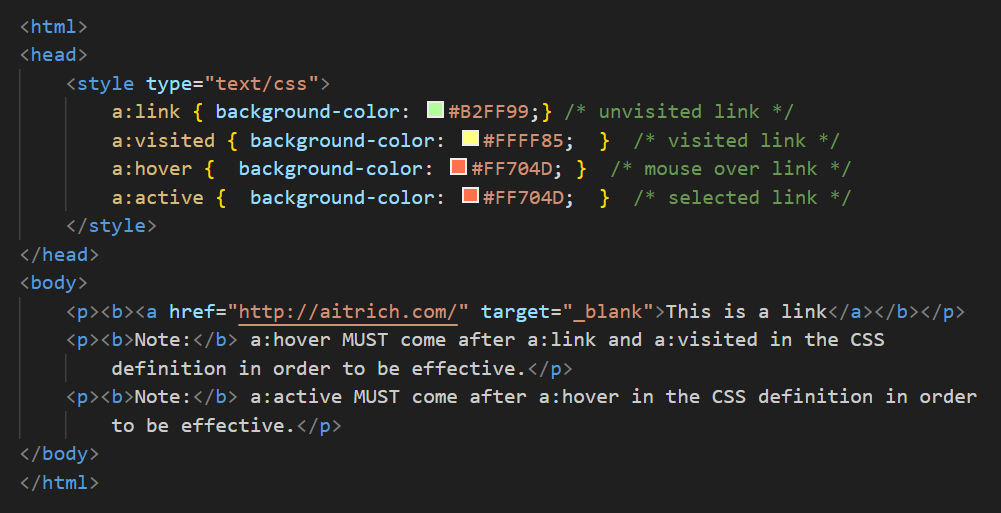 <html>
<head>
    <style type="text/css">
        a:link { background-color: #B2FF99;} /* unvisited link */
        a:visited { background-color: #FFFF85;  }  /* visited link */
        a:hover {  background-color: #FF704D; }  /* mouse over link */
        a:active {  background-color: #FF704D;  }  /* selected link */
    </style>
</head>
<body>
    <p><b><a href="http://aitrich.com/" target="_blank">This is a link</a></b></p>
    <p><b>Note:</b> a:hover MUST come after a:link and a:visited in the CSS
        definition in order to be effective.</p>
    <p><b>Note:</b> a:active MUST come after a:hover in the CSS definition in order
        to be effective.</p>
</body>
</html>